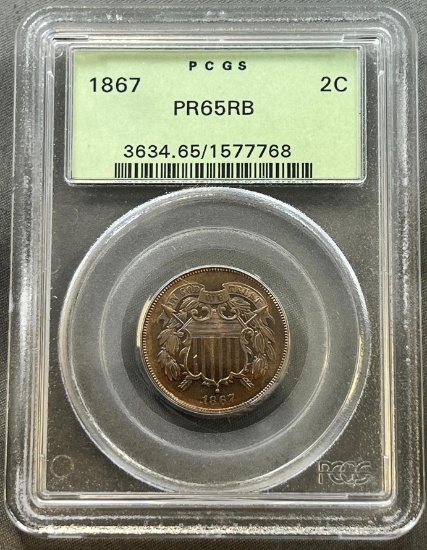 PCGS
1867 2C
PR65RB
3634.65/1577768
IN GOD WE TRUST
1867
PCGS